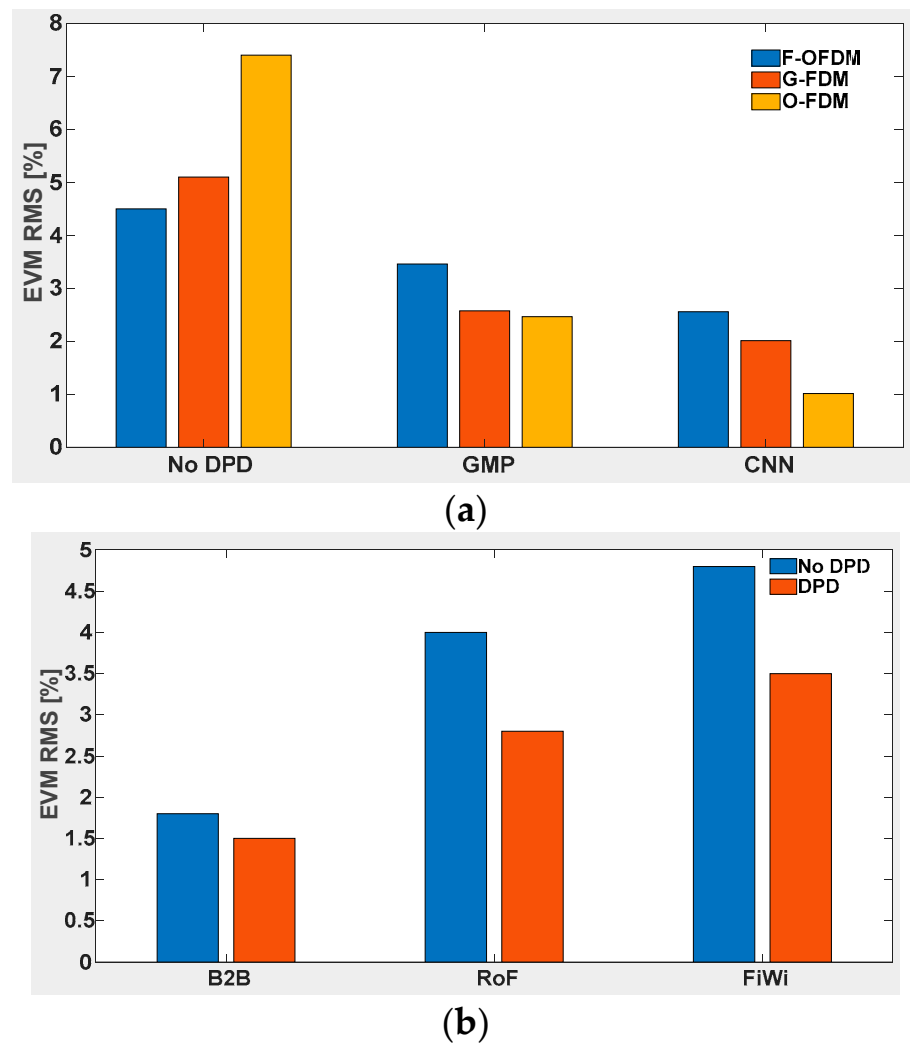 8
7
6
5
4
3
2
1
0
EVM RMS [%]
F-OFDM
G-FDM
O-FDM
No DPD GMP CNN
(a)
5
4.5
4
3.5
3
2.5
2
1.5
1
0.5
0
EVM RMS [%]
No DPD
DPD
B2B RoF FiWi
(b)